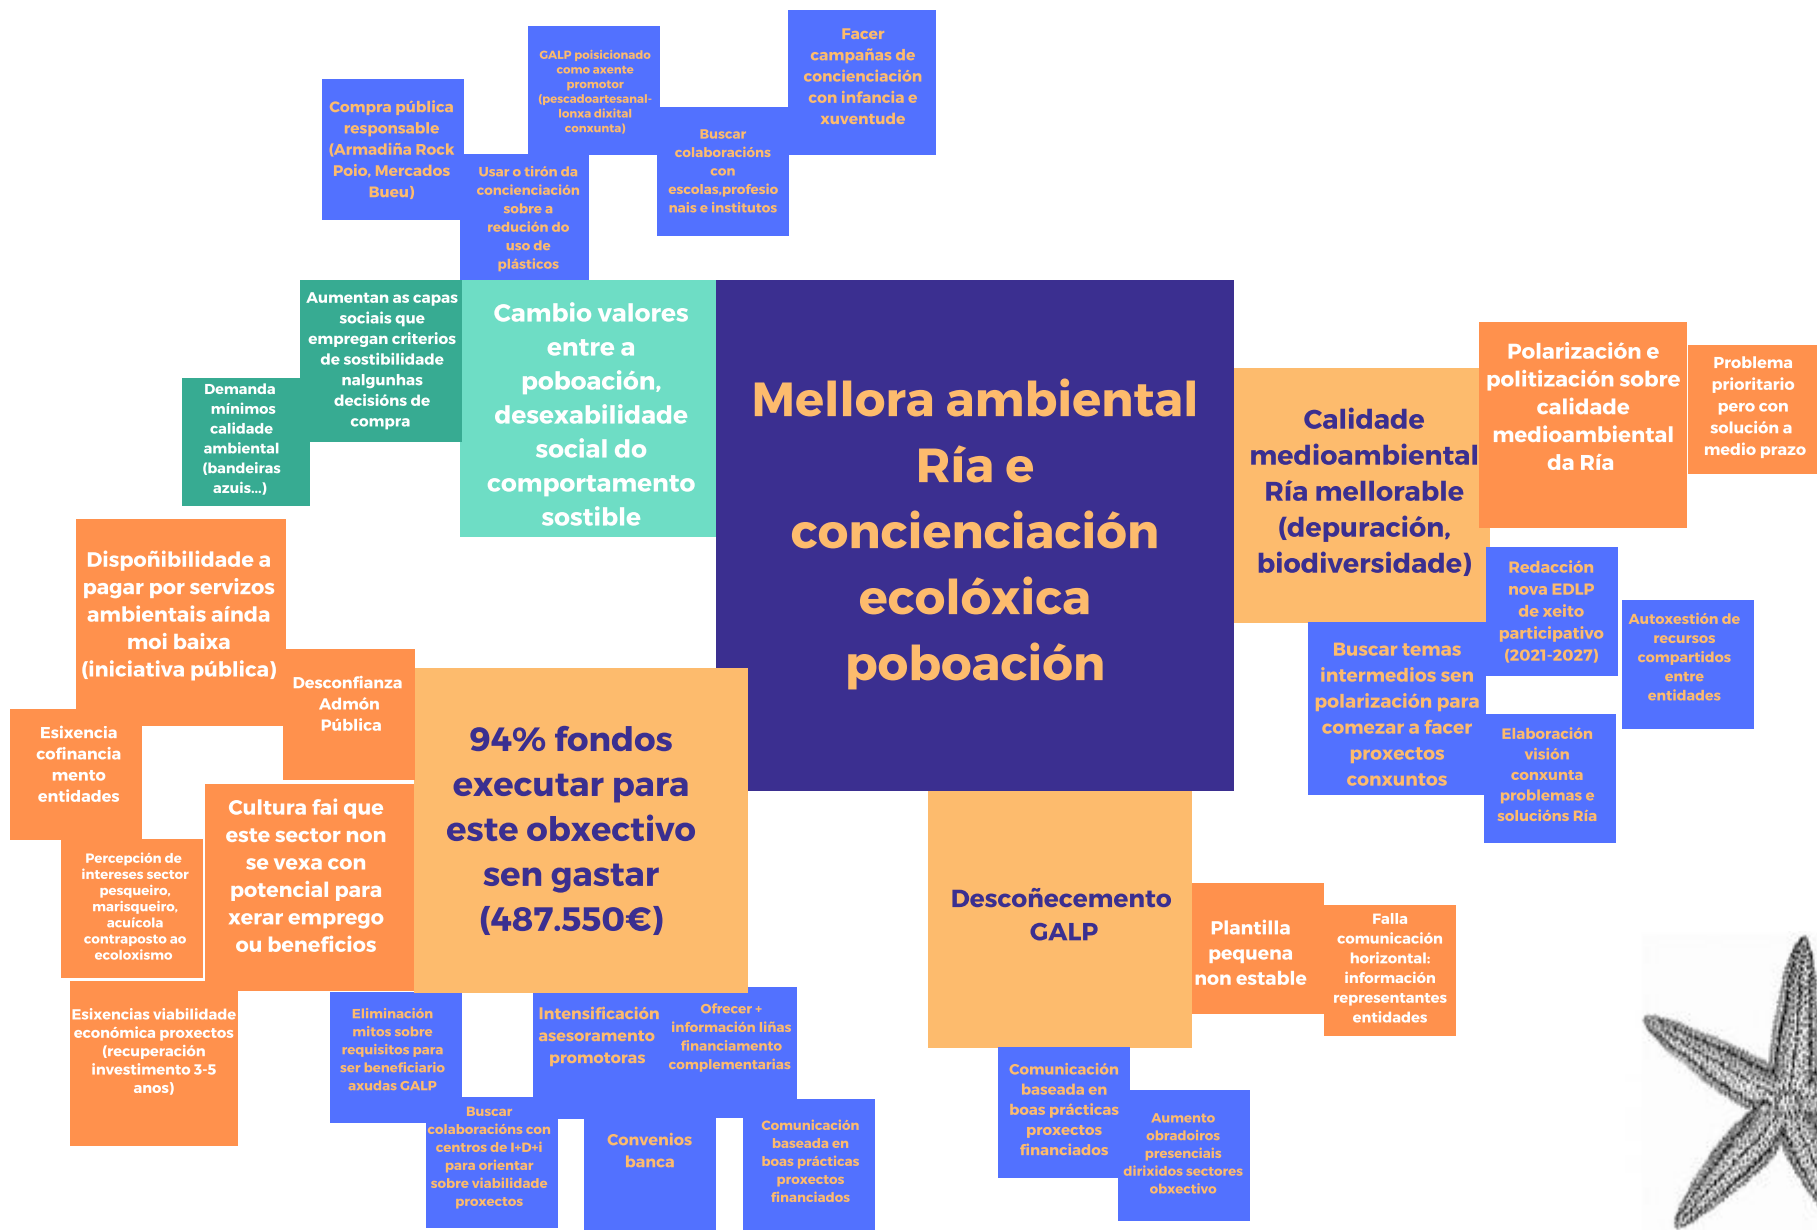 Facer
campañas de
concienciación
con infancia e
xuventude
GALP poisicionado
como axente
promotor
(pescadoartesanal-
lonxa dixital
conxunta)
Compra pública
responsable
(Armadiña Rock
Poio, Mercados
Bueu)
Buscar
colaboracións
con
escolas,profesio
nais e institutos
Usar o tirón da
concienciación
sobre a
redución do
uso de
plásticos
Aumentan as capas
sociais que
empregan criterios
de sostibilidade
nalgunhas
decisións de
compra
Cambio valores
entre a
poboación,
desexabilidade
social do
comportamento
sostible
Demanda
mínimos
calidade
ambiental
(bandeiras
azuis...)
Mellora ambiental
Ría e
concienciación
ecolóxica
poboación
Calidade
medioambiental
Ría mellorable
(depuración,
biodiversidade)
Polarización e
politización sobre
calidade
medioambiental
da Ría
Problema
prioritario
pero con
solución a
medio prazo
Redacción
nova EDLP
de xeito
participativo
(2021-2027)
Autoxestión de
recursos
compartidos
entre
entidades
Buscar temas
intermedios sen
polarización para
comezar a facer
proxectos
conxuntos
Elaboración
visión
conxunta
problemas e
solucións Ría
Dispoñibilidade a
pagar por servizos
ambientais aínda
moi baixa
(iniciativa pública)
Desconfianza
Admón
Pública
Esixencia
cofinancia
mento
entidades
94% fondos
executar para
este obxectivo
sen gastar
(487.550€)
Cultura fai que
este sector non
se vexa con
potencial para
xerar emprego
ou beneficios
Percepción de
intereses sector
pesqueiro,
marisqueiro,
acuícola
contraposto ao
ecoloxismo
Esixencias viabilidade
económica proxectos
(recuperación
investimento 3-5
anos)
Eliminación
mitos sobre
requisitos para
ser beneficiario
axudas GALP
Intensificación
asesoramento
promotoras
Ofrecer +
información liñas
financiamento
complementarias
Buscar
colaboracións con
centros de I+D+i
para orientar
sobre viabilidade
proxectos
Convenios
banca
Comunicación
baseada en
boas prácticas
proxectos
financiados
Descoñecemento
GALP
Plantilla
pequena
non estable
Falla
comunicación
horizontal:
información
representantes
entidades
Comunicación
baseada en
boas prácticas
proxectos
financiados
Aumento
obradoiros
presenciais
dirixidos sectores
obxectivo